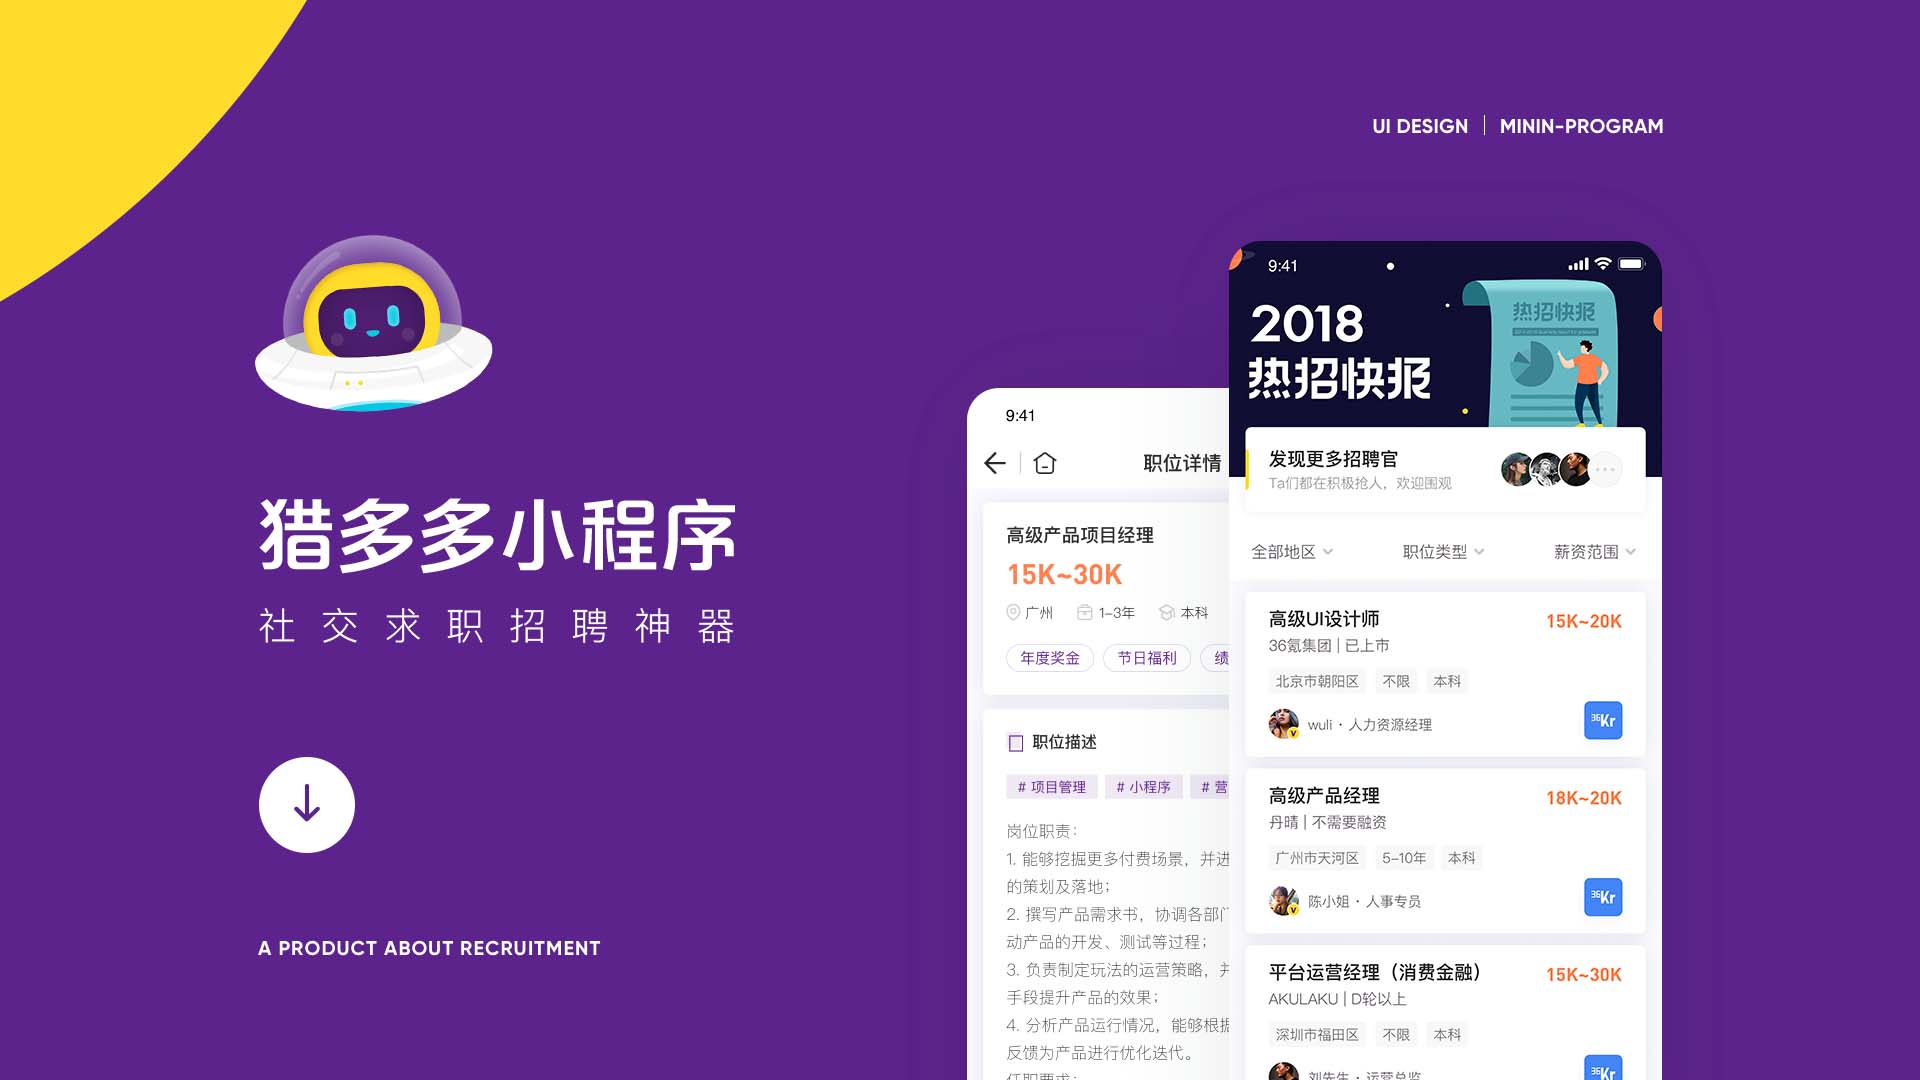 UI DESIGN | MININ-PROGRAM
猎多多小程序
社交求职招聘神器
A PRODUCT ABOUT RECRUITMENT
9:41
职位详情
高级产品项目经理
15K~30K
广州 1-3年 本科
年度奖金 节日福利 绩
职位描述
# 项目管理 # 小程序 # 营
岗位职责：
1. 能够挖掘更多付费场景，并进
的策划及落地；
2. 撰写产品需求书，协调各部门
动产品的开发、测试等过程；
3. 负责制定玩法的运营策略，并
手段提升产品的效果；
4. 分析产品运行情况，能够根据
反馈为产品进行优化迭代。
任职要求：
9:41
2018
热招快报
热招快报
发现更多招聘官
Ta们都在积极抢人，欢迎围观
全部地区 职位类型 薪资范围
高级UI设计师 15K~20K
36氪集团 | 已上市
北京市朝阳区 不限 本科
wuli · 人力资源经理
36Kr
高级产品经理 18K~20K
丹晴 | 不需要融资
广州市天河区 5-10年 本科
陈小姐 · 人事专员
36Kr
平台运营经理（消费金融） 15K~30K
AKULAKU | D轮以上
深圳市福田区 不限 本科
刘先生 · 运营总监
36Kr